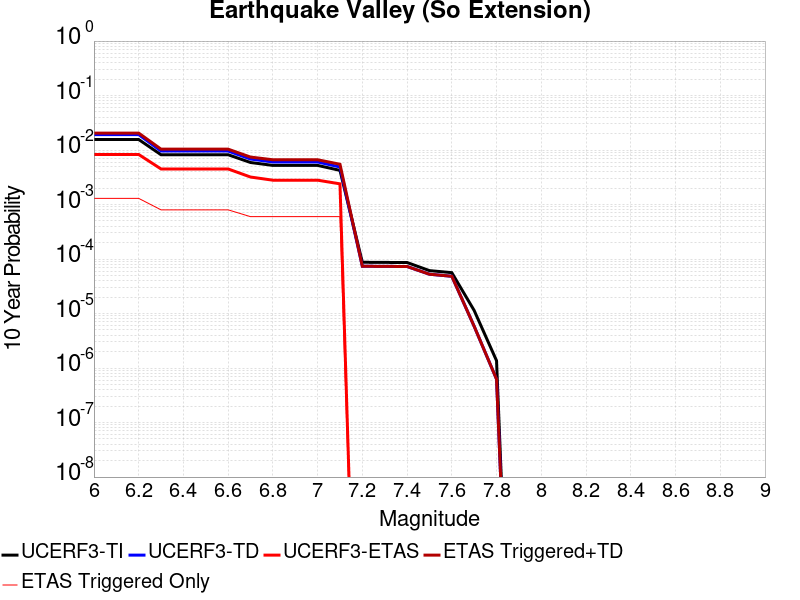 Earthquake Valley (So Extension)
10^0
10^-1
10^-2
10^-3
10^-4
10^-5
10^-6
10^-7
10^-8
10 Year Probability
6 6.2 6.4 6.6 6.8 7 7.2 7.4 7.6 7.8 8 8.2 8.4 8.6 8.8 9
Magnitude
UCERF3-TI UCERF3-TD UCERF3-ETAS ETAS Triggered+TD
ETAS Triggered Only